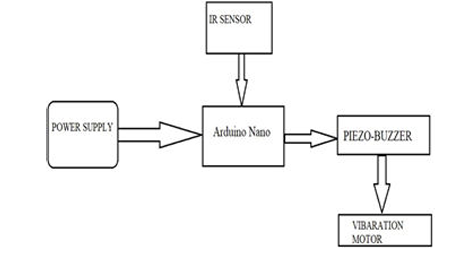 IR SENSOR
POWER SUPPLY
Arduino Nano
PIEZO-BUZZER
VIBARATION
MOTOR